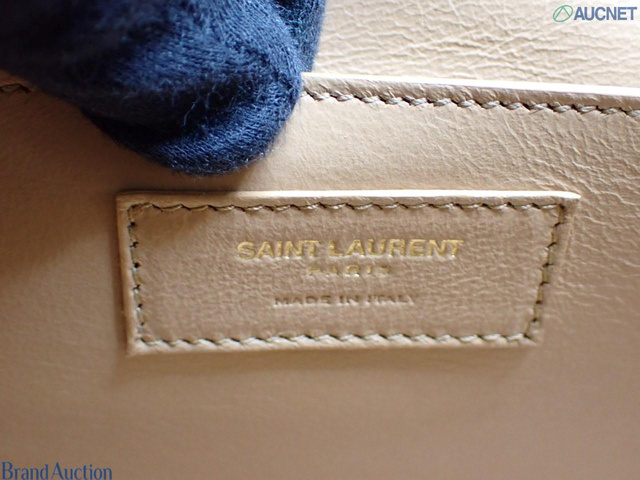 AUCNET
SAINT LAURENT
PARIS
MADE IN ITALY
Brand Auction